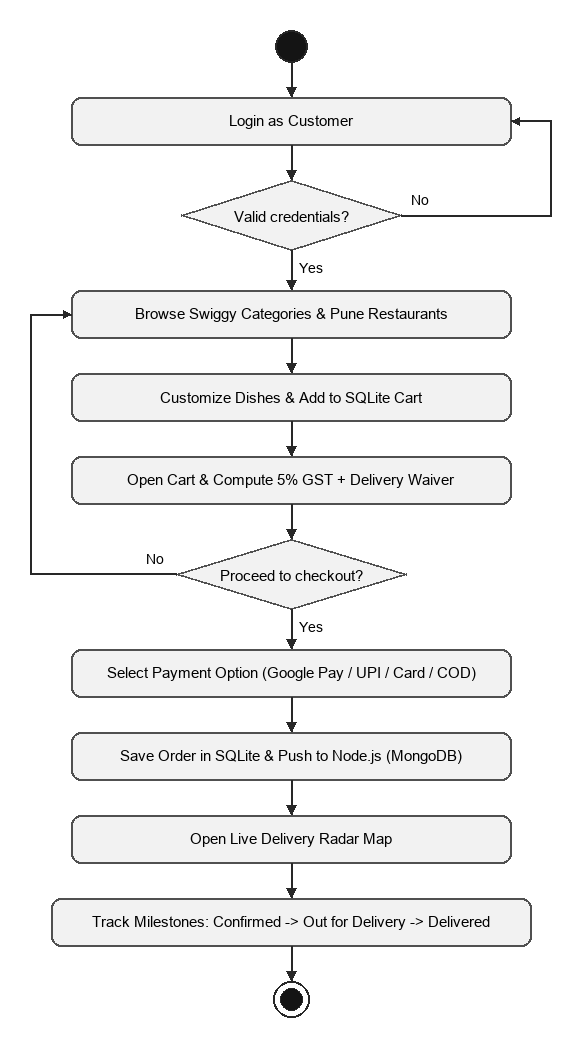 Login as Customer
Valid credentials?
No
Yes
Browse Swiggy Categories & Pune Restaurants
Customize Dishes & Add to SQLite Cart
Open Cart & Compute 5% GST + Delivery Waiver
Proceed to checkout?
No
Yes
Select Payment Option (Google Pay / UPI / Card / COD)
Save Order in SQLite & Push to Node.js (MongoDB)
Open Live Delivery Radar Map
Track Milestones: Confirmed -> Out for Delivery -> Delivered